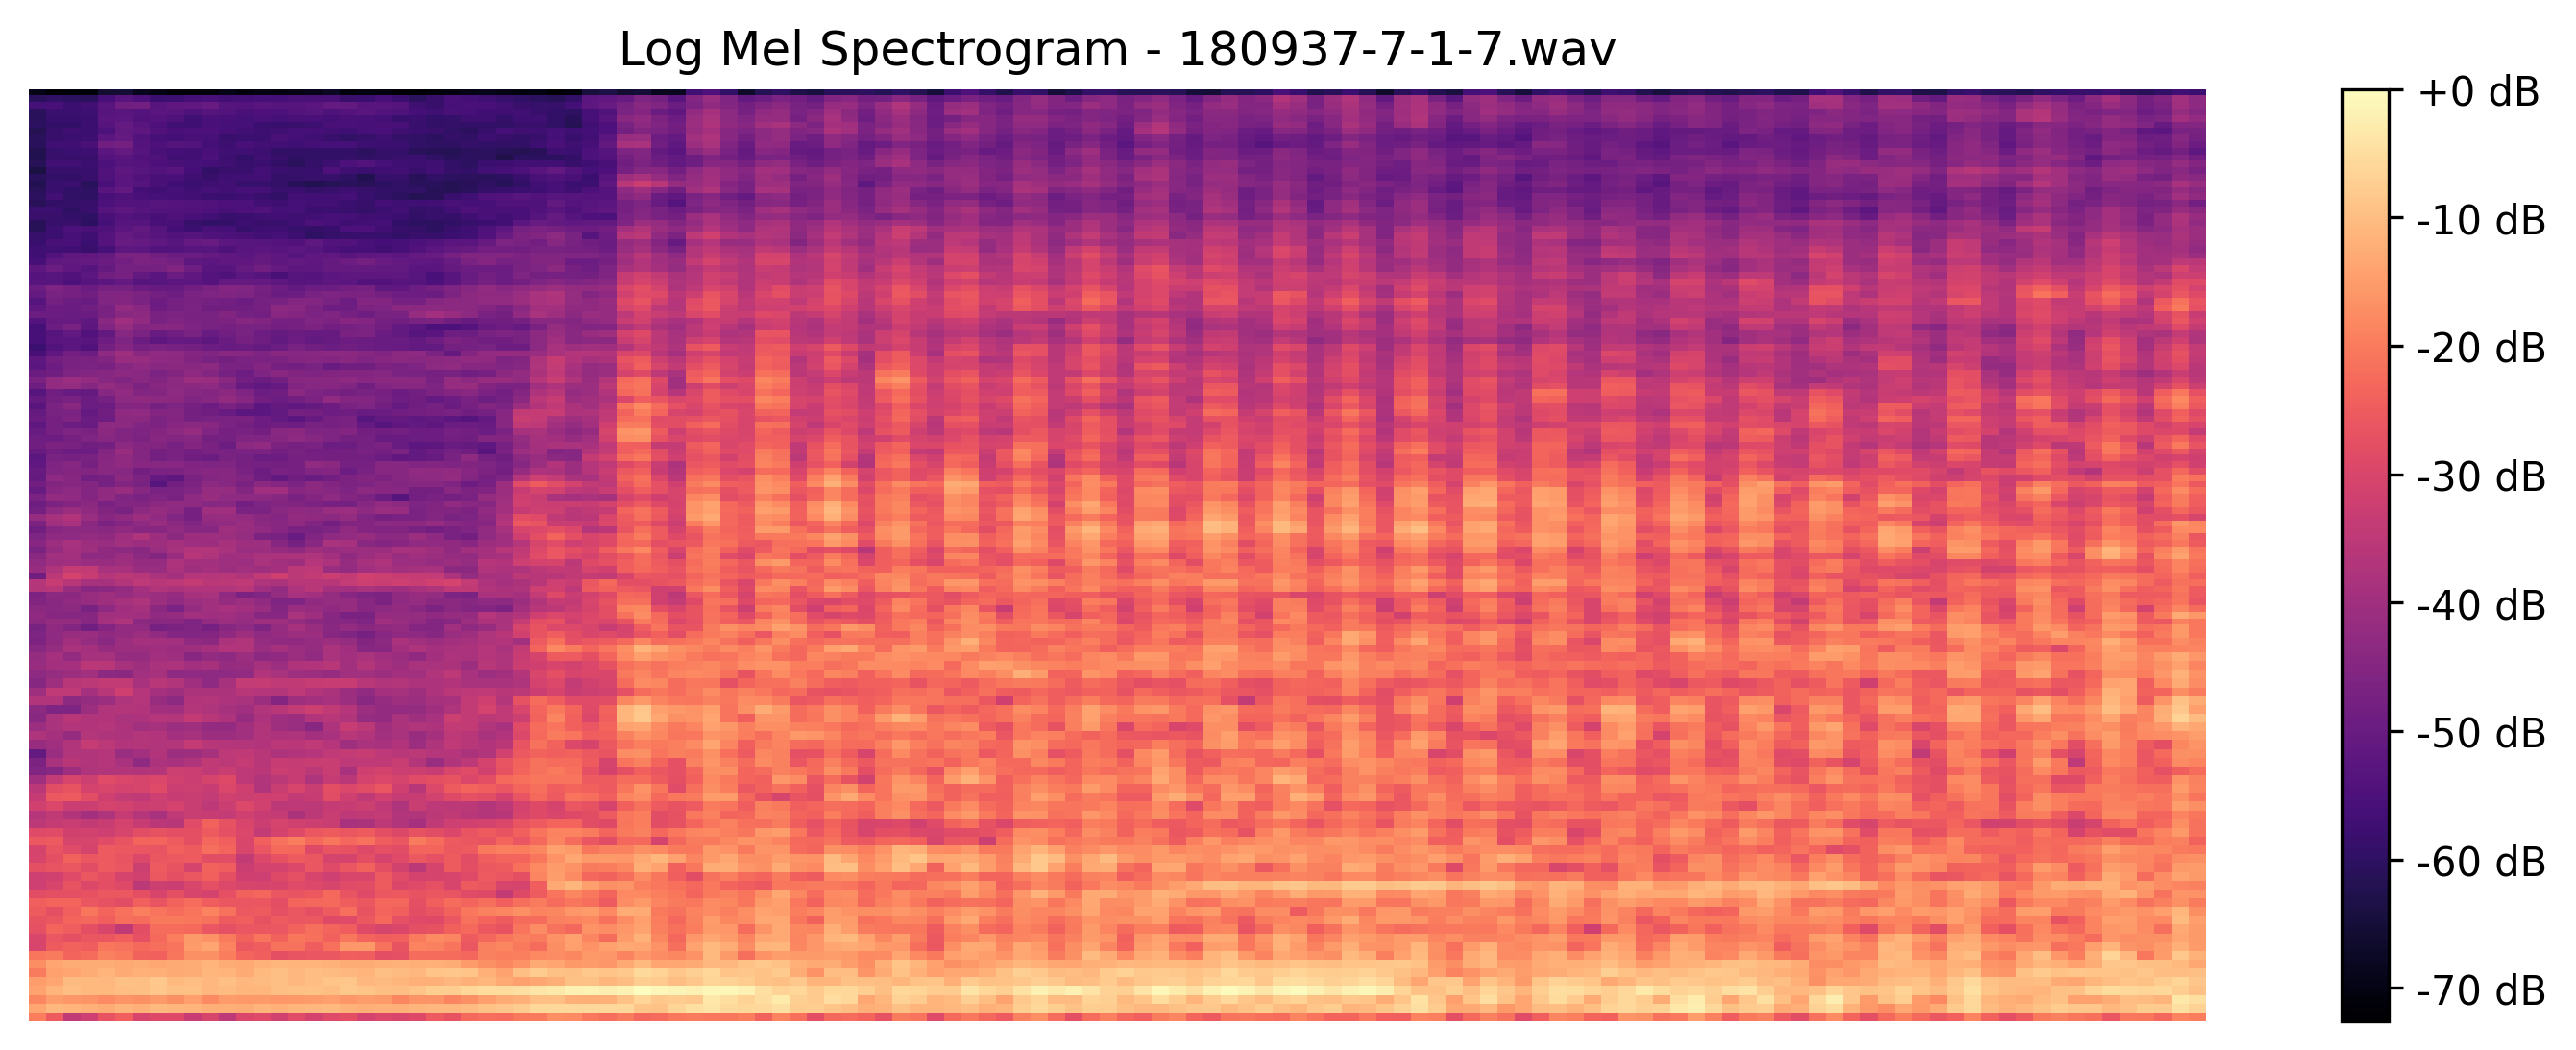 Log Mel Spectrogram - 180937-7-1-7.wav
+0 dB
-10 dB
-20 dB
-30 dB
-40 dB
-50 dB
-60 dB
-70 dB